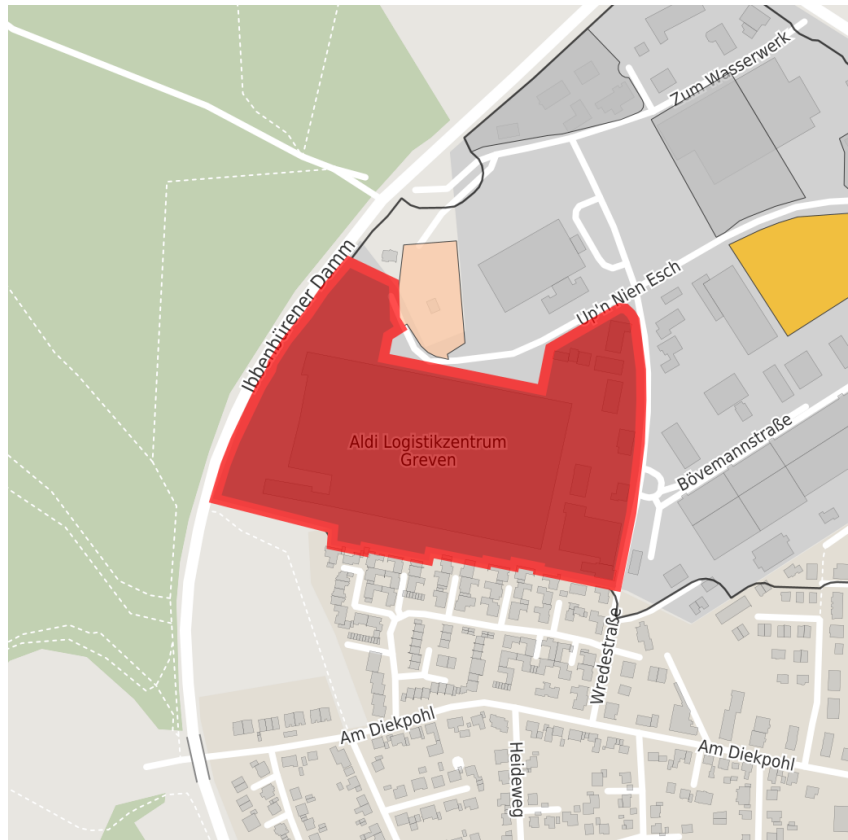 Zum Wasserwerk
Ibbenbürener Damm
Up'n Nien Esch
Aldi Logistikzentrum
Greven
Bövemannstraße
Wredestraße
Am Diekpohl
Am Diekpohl
Heideweg